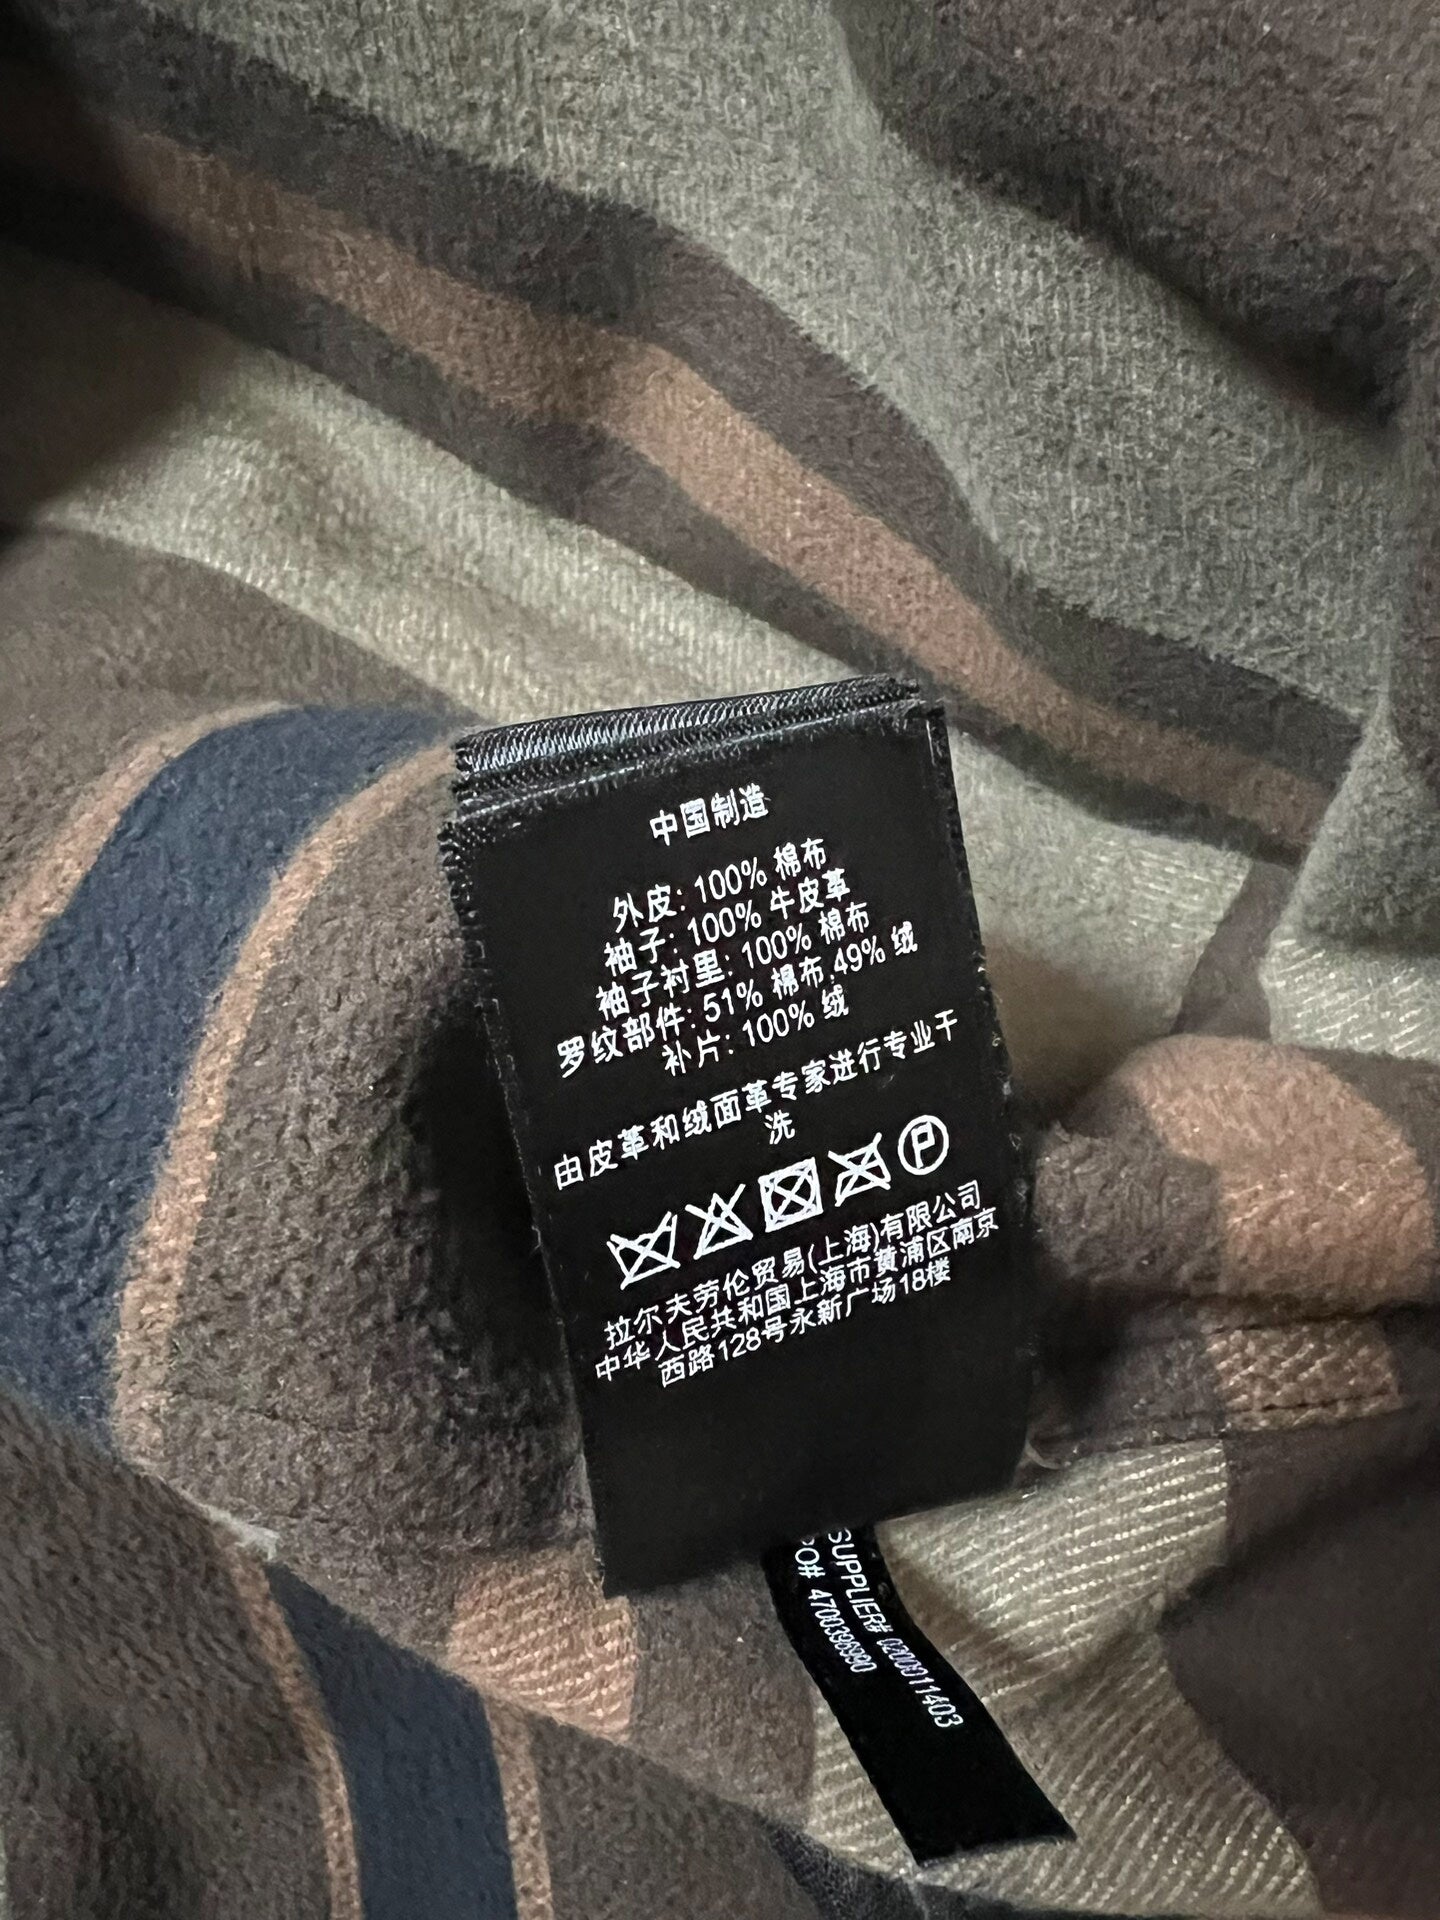 中国制造
外皮: 100% 棉布
袖子: 100% 牛皮革
袖子衬里: 100% 棉布
罗纹部件: 51% 棉布,49% 绒
补片: 100% 绒
由皮革和绒面革专家进行专业干
洗
P
拉尔夫劳伦贸易(上海)有限公司
中华人民共和国上海市黄浦区南京
西路128号永新广场18楼
SUPPLIER# 0200011403
PO# 4700396990